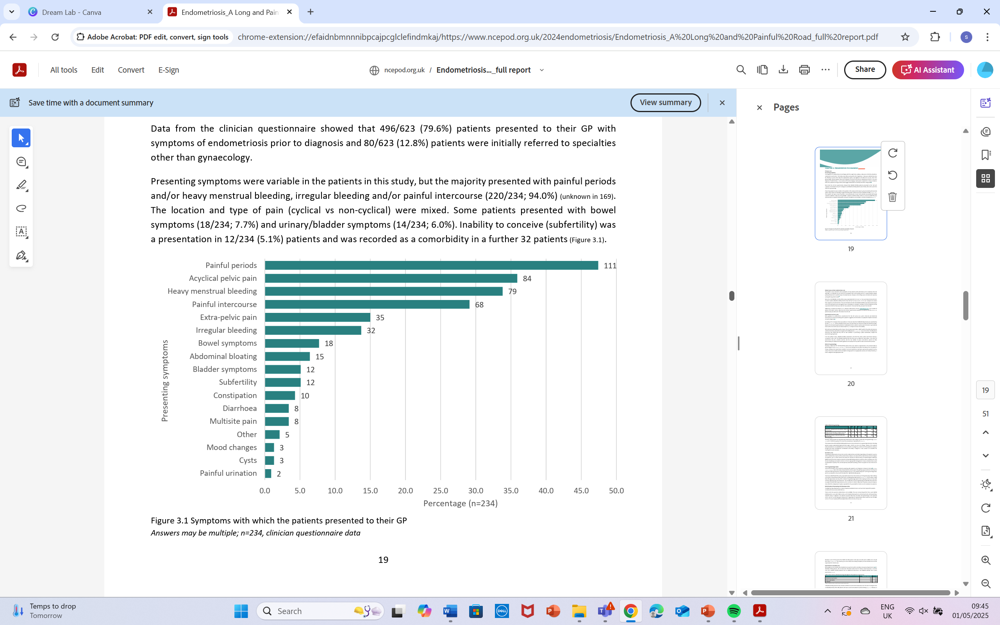 Dream Lab - Canva
Endometriosis_A Long and Pain
Adobe Acrobat: PDF edit, convert, sign tools
chrome-extension://efaidnbmnnnibpcajpcglclefindmkaj/https://www.ncepod.org.uk/2024endometriosis/Endometriosis_A%20Long%20and%20Painful%20Road_full%20report.pdf
S
All tools
Edit
Convert
E-Sign
ncepod.org.uk / Endometriosis..._full report
Share
AI Assistant
Save time with a document summary
View summary
Pages
Data from the clinician questionnaire showed that 496/623 (79.6%) patients presented to their GP with
symptoms of endometriosis prior to diagnosis and 80/623 (12.8%) patients were initially referred to specialties
other than gynaecology.
Presenting symptoms were variable in the patients in this study, but the majority presented with painful periods
and/or heavy menstrual bleeding, irregular bleeding and/or painful intercourse (220/234; 94.0%) (unknown in 169).
The location and type of pain (cyclical vs non-cyclical) were mixed. Some patients presented with bowel
symptoms (18/234; 7.7%) and urinary/bladder symptoms (14/234; 6.0%). Inability to conceive (subfertility) was
a presentation in 12/234 (5.1%) patients and was recorded as a comorbidity in a further 32 patients (Figure 3.1).
Presenting symptoms
Painful periods 111
Acyclical pelvic pain 84
Heavy menstrual bleeding 79
Painful intercourse 68
Extra-pelvic pain 35
Irregular bleeding 32
Bowel symptoms 18
Abdominal bloating 15
Bladder symptoms 12
Subfertility 12
Constipation 10
Diarrhoea 8
Multisite pain 8
Other 5
Mood changes 3
Cysts 3
Painful urination 2
0.0 5.0 10.0 15.0 20.0 25.0 30.0 35.0 40.0 45.0 50.0
Percentage (n=234)
Figure 3.1 Symptoms with which the patients presented to their GP
Answers may be multiple; n=234, clinician questionnaire data
19
19
20
21
19
51
Temps to drop
Tomorrow
Search
DELL
ENG
UK
09:45
01/05/2025